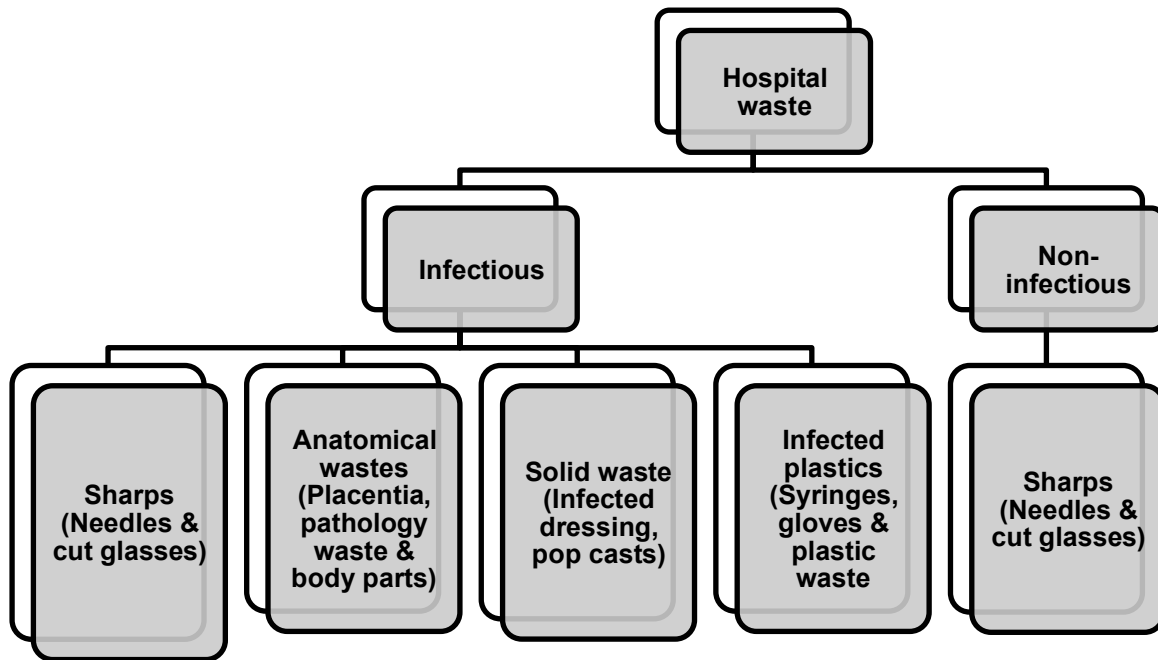 Hospital
waste
Infectious
Non-
infectious
Sharps
(Needles &
cut glasses)
Anatomical
wastes
(Placentia,
pathology
waste &
body parts)
Solid waste
(Infected
dressing,
pop casts)
Infected
plastics
(Syringes,
gloves &
plastic
waste
Sharps
(Needles &
cut glasses)